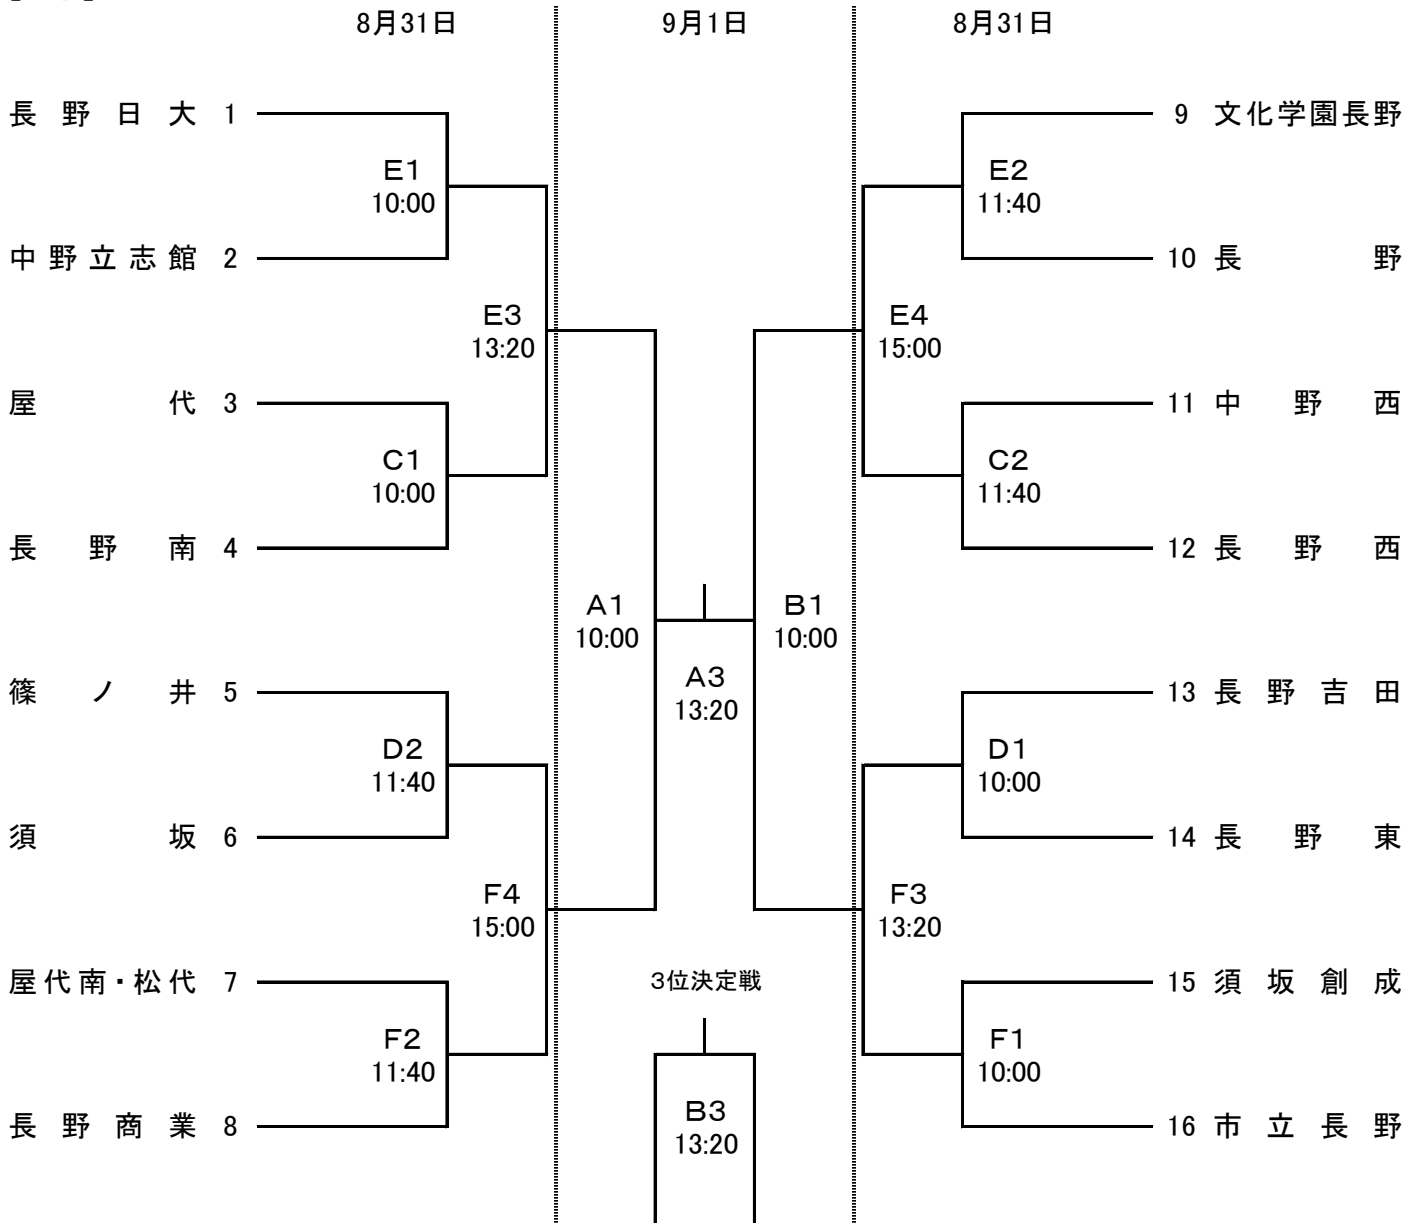 8月31日 9月1日 8月31日
長野日大 1
9 文化学園長野
E1
10:00
E2
11:40
中野立志館 2
10 長野
E3
13:20
E4
15:00
屋代 3
11 中野西
C1
10:00
C2
11:40
長野南 4
12 長野西
A1
10:00
B1
10:00
A3
13:20
篠ノ井 5
13 長野吉田
D2
11:40
D1
10:00
須坂 6
14 長野東
F4
15:00
F3
13:20
屋代南・松代 7
3位決定戦
15 須坂創成
F2
11:40
F1
10:00
B3
13:20
長野商業 8
16 市立長野